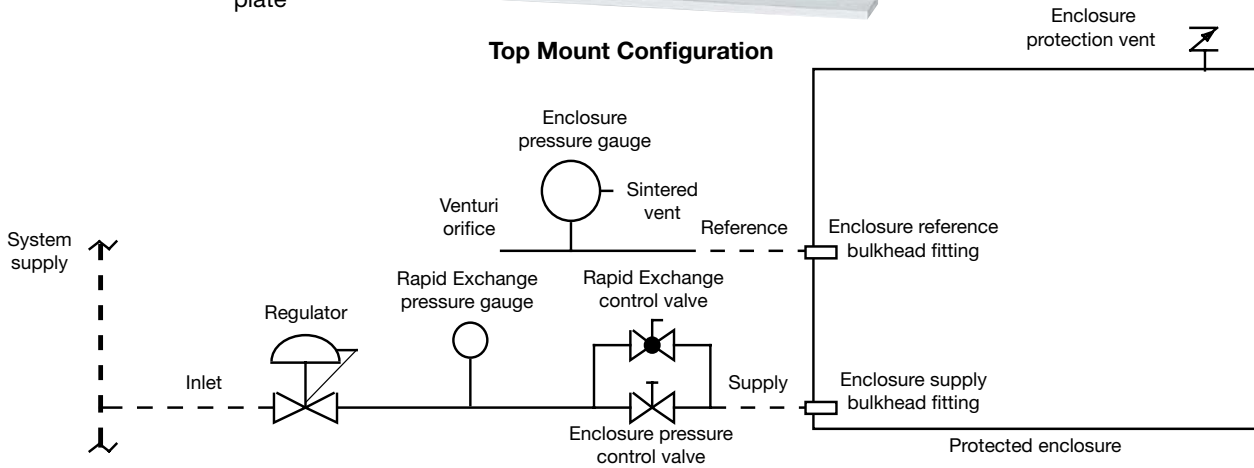 plate
Top Mount Configuration
Enclosure
protection vent
Enclosure
pressure gauge
Sintered
vent
Venturi
orifice
Reference
Enclosure reference
bulkhead fitting
System
supply
Rapid Exchange
pressure gauge
Rapid Exchange
control valve
Regulator
Inlet
Supply
Enclosure supply
bulkhead fitting
Enclosure pressure
control valve
Protected enclosure